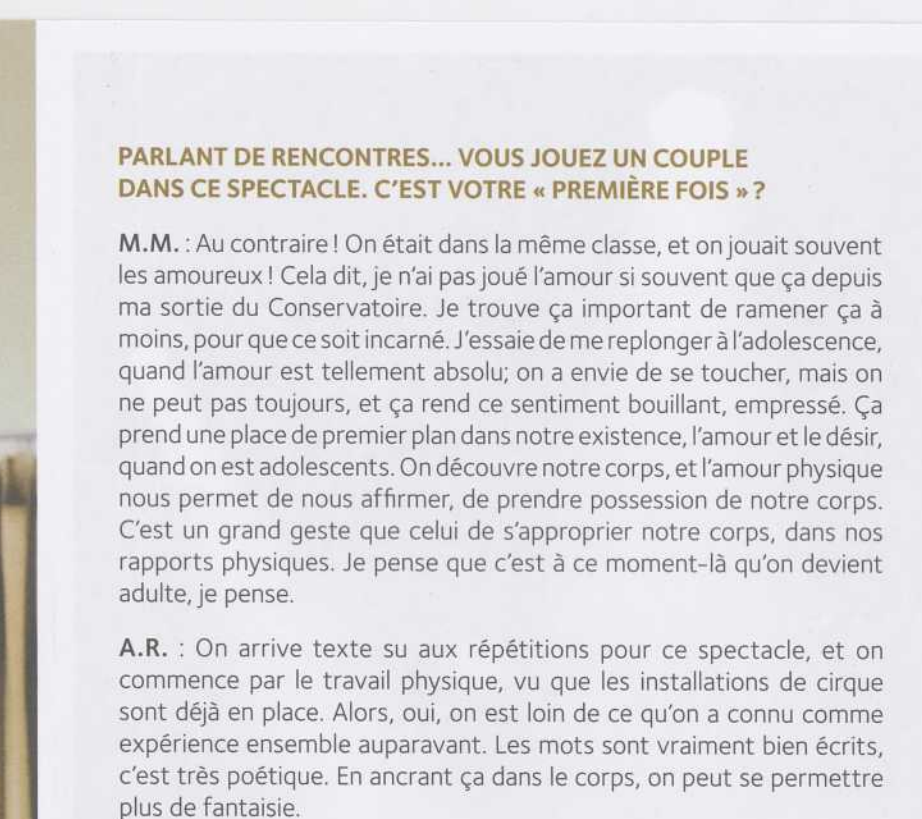 PARLANT DE RENCONTRES... VOUS JOUEZ UN COUPLE
DANS CE SPECTACLE. C'EST VOTRE « PREMIÈRE FOIS » ?
M.M. : Au contraire ! On était dans la même classe, et on jouait souvent
les amoureux ! Cela dit, je n'ai pas joué l'amour si souvent que ça depuis
ma sortie du Conservatoire. Je trouve ça important de ramener ça à
moins, pour que ce soit incarné. J'essaie de me replonger à l'adolescence,
quand l'amour est tellement absolu; on a envie de se toucher, mais on
ne peut pas toujours, et ça rend ce sentiment bouillant, empressé. Ça
prend une place de premier plan dans notre existence, l'amour et le désir,
quand on est adolescents. On découvre notre corps, et l'amour physique
nous permet de nous affirmer, de prendre possession de notre corps.
C'est un grand geste que celui de s'approprier notre corps, dans nos
rapports physiques. Je pense que c'est à ce moment-là qu'on devient
adulte, je pense.
A.R. : On arrive texte su aux répétitions pour ce spectacle, et on
commence par le travail physique, vu que les installations de cirque
sont déjà en place. Alors, oui, on est loin de ce qu'on a connu comme
expérience ensemble auparavant. Les mots sont vraiment bien écrits,
c'est très poétique. En ancrant ça dans le corps, on peut se permettre
plus de fantaisie.